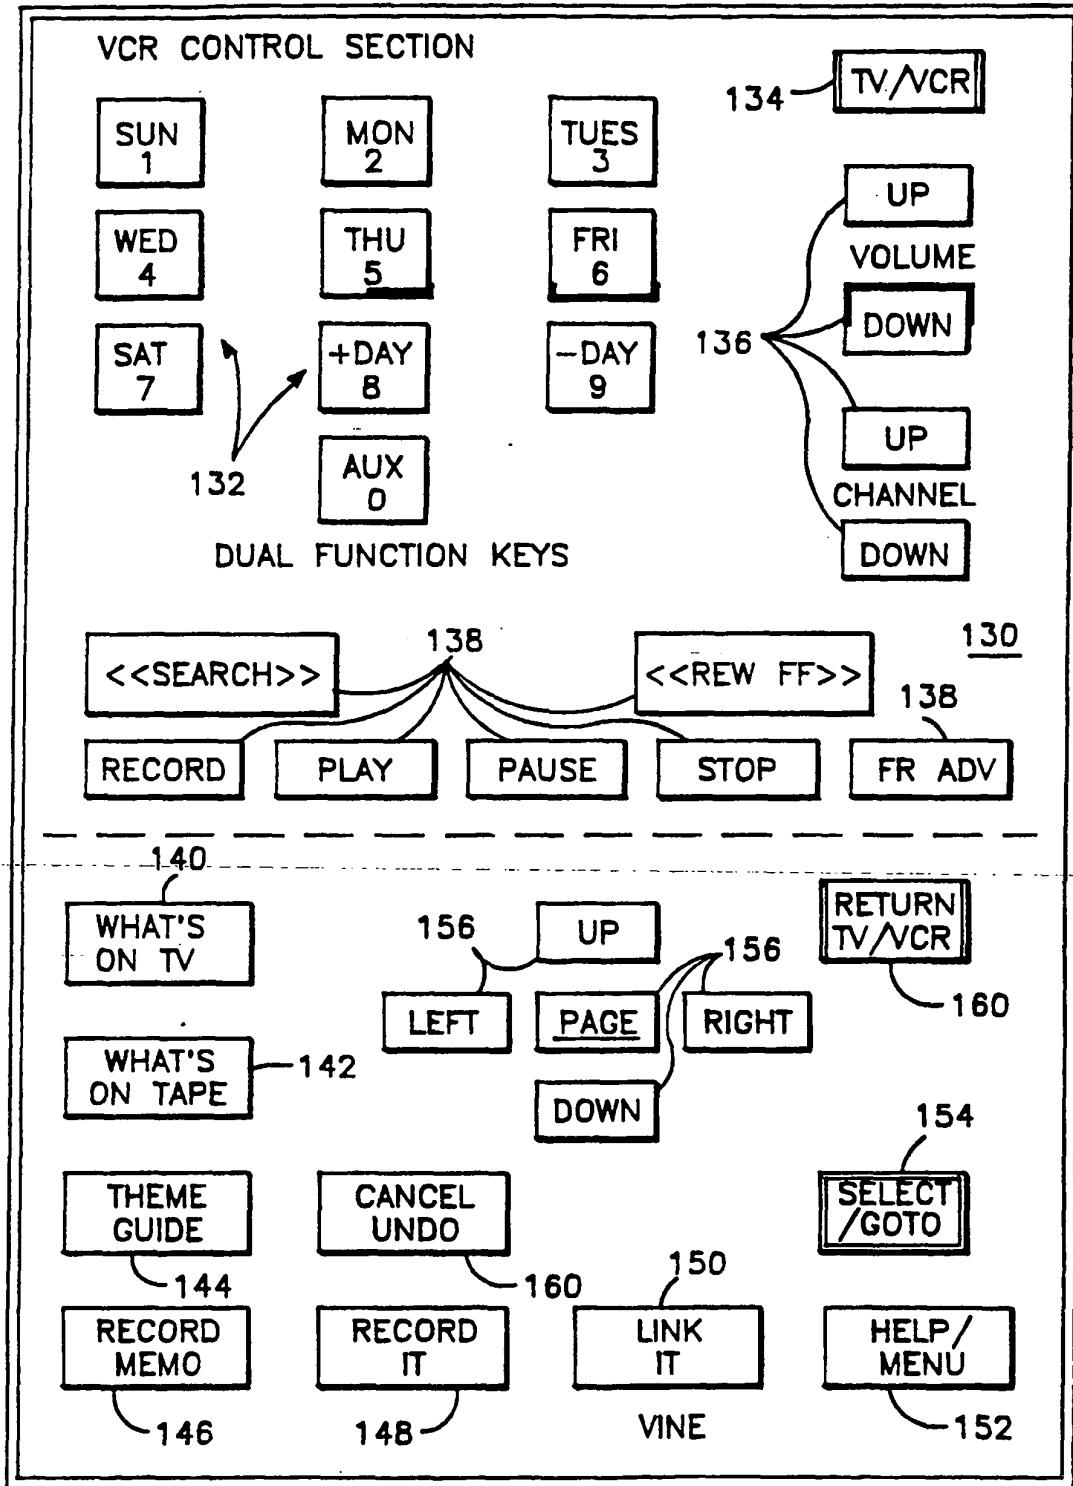 VCR CONTROL SECTION
134
TV/VCR
SUN
1
MON
2
TUES
3
UP
VOLUME
DOWN
WED
4
THU
5
FRI
6
136
SAT
7
+DAY
8
-DAY
9
UP
CHANNEL
DOWN
132
AUX
0
DUAL FUNCTION KEYS
138
130
<<SEARCH>>
<<REW FF>>
138
RECORD
PLAY
PAUSE
STOP
FR ADV
140
WHAT'S
ON TV
156
UP
156
RETURN
TV/VCR
160
LEFT
PAGE
RIGHT
WHAT'S
ON TAPE
142
DOWN
154
THEME
GUIDE
144
CANCEL
UNDO
160
SELECT
/GOTO
150
RECORD
MEMO
146
RECORD
IT
148
LINK
IT
VINE
HELP/
MENU
152